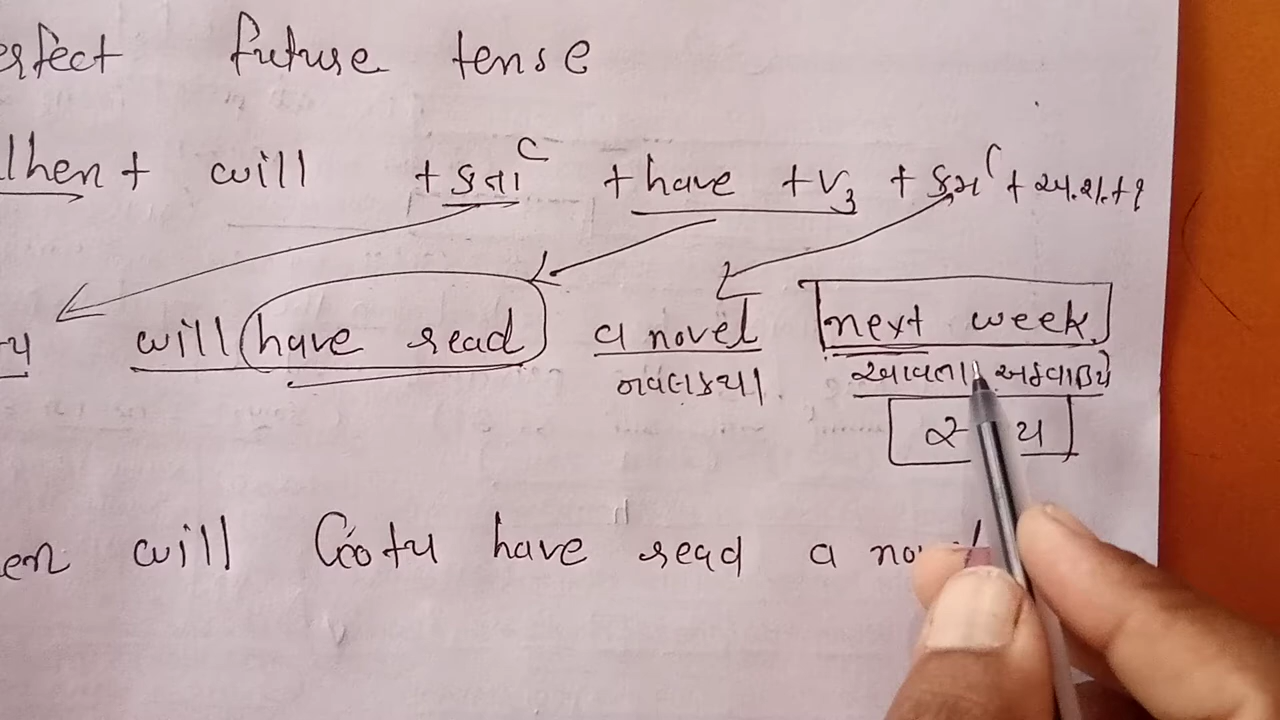 erfect future tense
When + will + કર્તા + have + V3 + કર્મ + અ.શ. + ?
will have read a novel next week.
નવલકથા. આવતા અઠવાડિયે
en will Gotu have read a